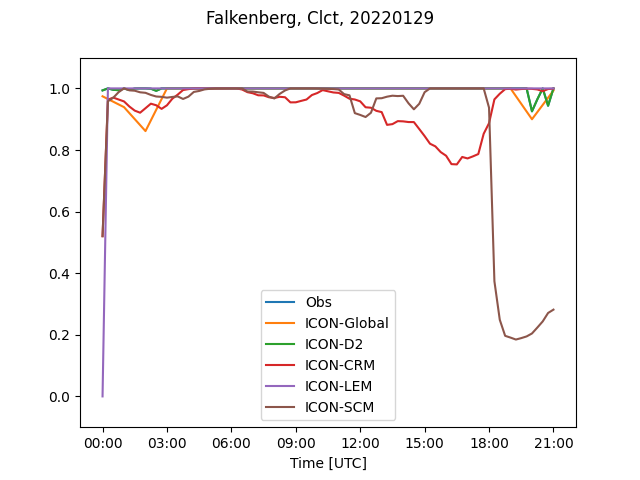 Falkenberg, Clct, 20220129
1.0
0.8
0.6
0.4
0.2
0.0
Obs
ICON-Global
ICON-D2
ICON-CRM
ICON-LEM
ICON-SCM
00:00 03:00 06:00 09:00 12:00 15:00 18:00 21:00
Time [UTC]